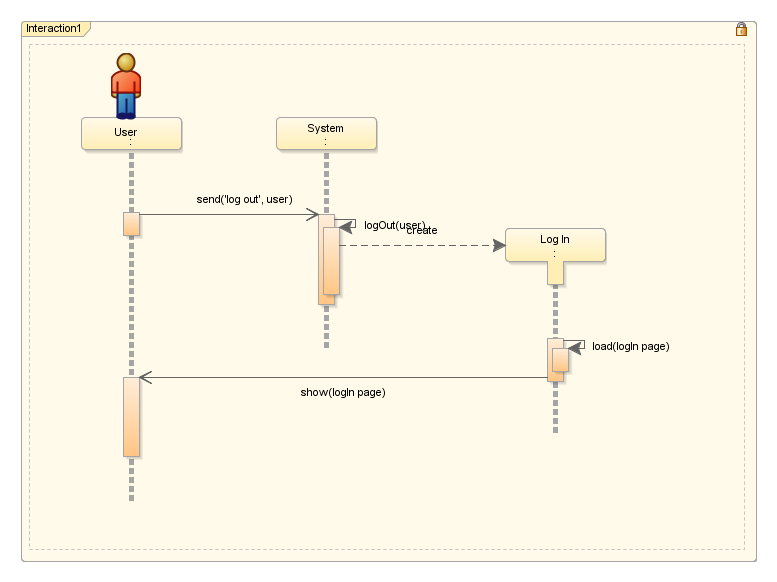 Interaction1
User
:
System
:
send('log out', user)
logOut(user)
create
Log In
:
load(logIn page)
show(logIn page)